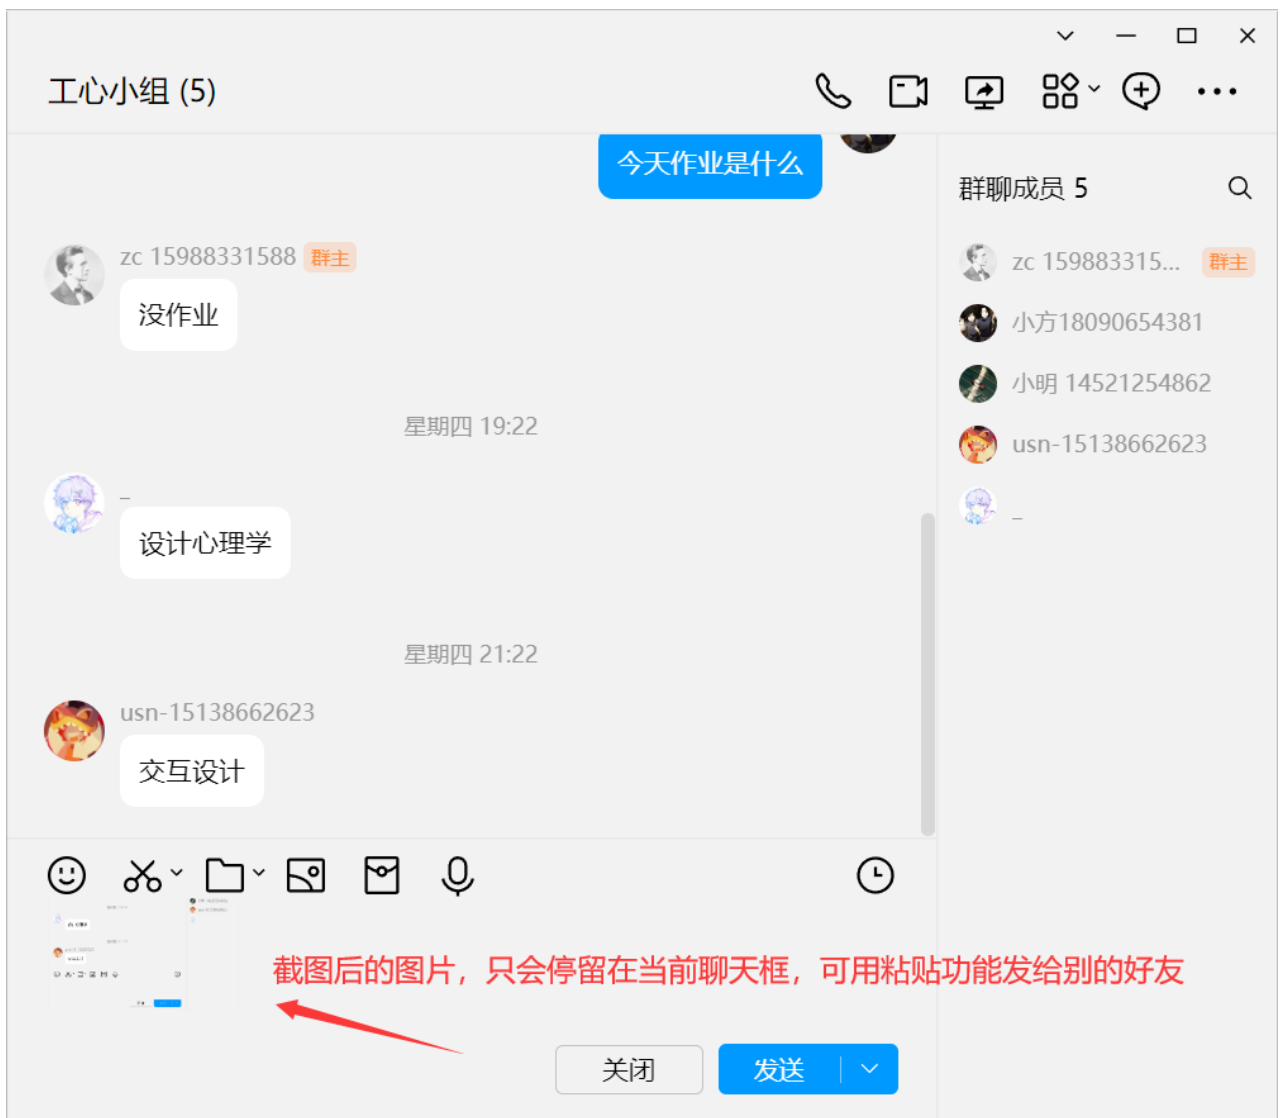 工心小组 (5)
今天作业是什么
zc 15988331588 群主
没作业
星期四 19:22
_
设计心理学
星期四 21:22
usn-15138662623
交互设计
截图后的图片，只会停留在当前聊天框，可用粘贴功能发给别的好友
关闭
发送
群聊成员 5
zc 159883315... 群主
小方18090654381
小明 14521254862
usn-15138662623
_